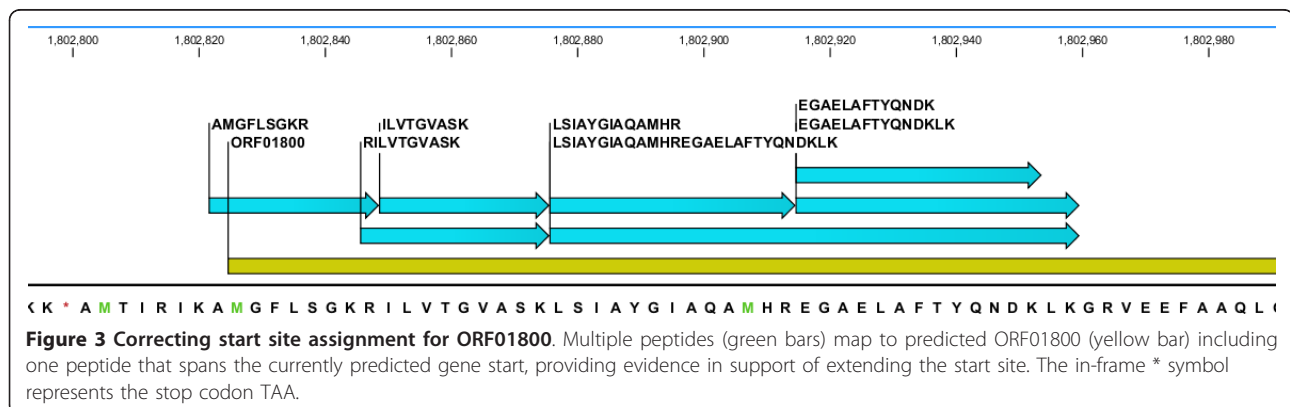 1,802,800 1,802,820 1,802,840 1,802,860 1,802,880 1,802,900 1,802,920 1,802,940 1,802,960 1,802,980
EGAELAFTYQNDK
AMGFLSGKR ILVTGVASK LSIAYGIAQAMHR EGAELAFTYQNDKLK
ORF01800 RILVTGVASK LSIAYGIAQAMHREGAELAFTYQNDKLK
K K * A M T I R I K A M G F L S G K R I L V T G V A S K L S I A Y G I A Q A M H R E G A E L A F T Y Q N D K L K G R V E E F A A Q L
Figure 3 Correcting start site assignment for ORF01800. Multiple peptides (green bars) map to predicted ORF01800 (yellow bar) including
one peptide that spans the currently predicted gene start, providing evidence in support of extending the start site. The in-frame * symbol
represents the stop codon TAA.